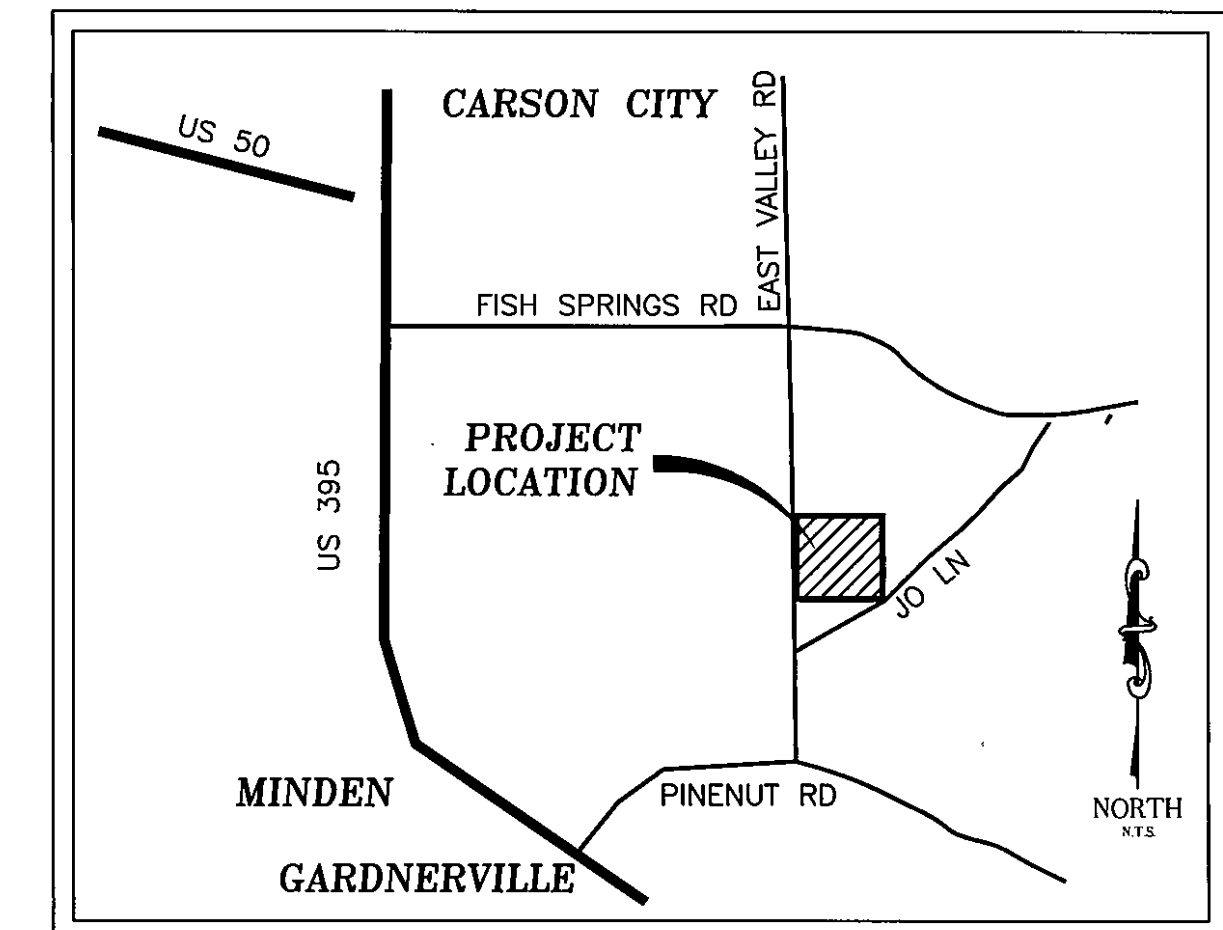 CARSON CITY
US 50
EAST VALLEY RD
FISH SPRINGS RD
PROJECT
LOCATION
US 395
JO LN
MINDEN
PINENUT RD
NORTH
N.T.S.
GARDNERVILLE